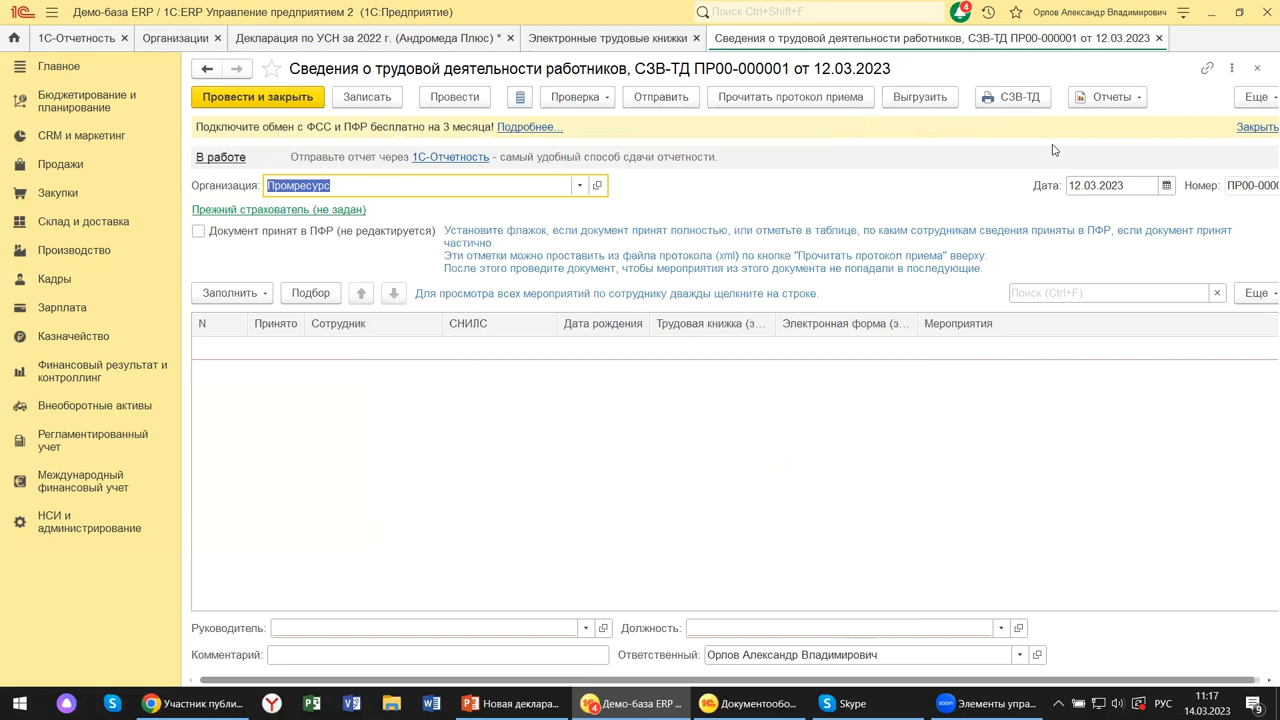 Демо-база ERP / 1С:ERP Управление предприятием 2 (1С:Предприятие)
Поиск Ctrl+Shift+F
4
Орлов Александр Владимирович
1С-Отчетность ×
Организации ×
Декларация по УСН за 2022 г. (Андромеда Плюс) * ×
Электронные трудовые книжки ×
Сведения о трудовой деятельности работников, СЗВ-ТД ПР00-000001 от 12.03.2023 ×
Главное
Бюджетирование и
планирование
CRM и маркетинг
Продажи
Закупки
Склад и доставка
Производство
Кадры
Зарплата
Казначейство
Финансовый результат и
контроллинг
Внеоборотные активы
Регламентированный
учет
Международный
финансовый учет
НСИ и
администрирование
Сведения о трудовой деятельности работников, СЗВ-ТД ПР00-000001 от 12.03.2023
Провести и закрыть
Записать
Провести
Проверка
Отправить
Прочитать протокол приема
Выгрузить
СЗВ-ТД
Отчеты
Еще
Подключите обмен с ФСС и ПФР бесплатно на 3 месяца! Подробнее...
Закрыть
В работе
Отправьте отчет через 1С-Отчетность - самый удобный способ сдачи отчетности.
Организация: Промресурс
Дата: 12.03.2023
Номер: ПР00-0000
Прежний страхователь (не задан)
Документ принят в ПФР (не редактируется)
Установите флажок, если документ принят полностью, или отметьте в таблице, по каким сотрудникам сведения приняты в ПФР, если документ принят
частично.
Эти отметки можно проставить из файла протокола (xml) по кнопке "Прочитать протокол приема" вверху.
После этого проведите документ, чтобы мероприятия из этого документа не попадали в последующие.
Заполнить
Подбор
Для просмотра всех мероприятий по сотруднику дважды щелкните на строке.
Поиск (Ctrl+F)
×
Еще
N
Принято
Сотрудник
СНИЛС
Дата рождения
Трудовая книжка (з...
Электронная форма (з...
Мероприятия
Руководитель:
Должность:
Комментарий:
Ответственный: Орлов Александр Владимирович
Участник публи...
Новая деклара...
4
Демо-база ERP ...
Документообо...
Skype
zoom
Элементы упра...
РУС
11:17
14.03.2023
9